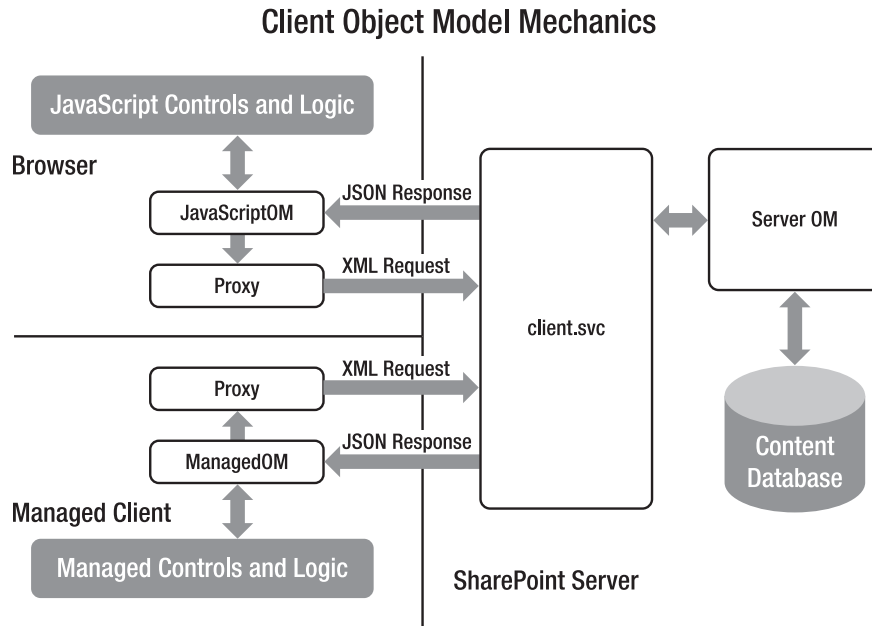 Client Object Model Mechanics
JavaScript Controls and Logic
Browser
JavaScriptOM
JSON Response
Proxy
XML Request
client.svc
Server OM
Content
Database
Proxy
XML Request
ManagedOM
JSON Response
Managed Client
Managed Controls and Logic
SharePoint Server